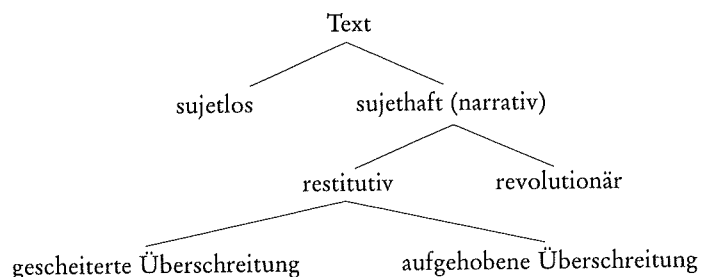 Text
sujetlos sujethaft (narrativ)
restitutiv revolutionär
gescheiterte Überschreitung aufgehobene Überschreitung